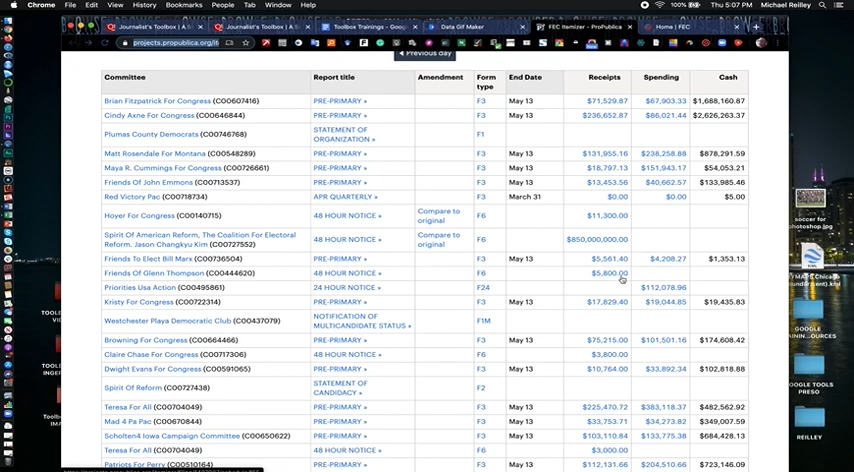 Chrome File Edit View History Bookmarks People Tab Window Help 100% Thu 5:07 PM Michael Reilley
Journalist's Toolbox | A S Journalist's Toolbox | A S Toolbox Trainings - Goog Data Gif Maker FEC Itemizer - ProPublica Home | FEC
projects.propublica.org/it
Previous day
Committee Report title Amendment Form type End Date Receipts Spending Cash
Brian Fitzpatrick For Congress (C00607416) PRE-PRIMARY » F3 May 13 $71,529.87 $67,903.33 $1,688,160.87
Cindy Axne For Congress (C00646844) PRE-PRIMARY » F3 May 13 $236,652.87 $86,021.44 $2,626,263.37
Plumas County Democrats (C00746768) STATEMENT OF ORGANIZATION » F1
Matt Rosendale For Montana (C00548289) PRE-PRIMARY » F3 May 13 $131,955.16 $238,258.88 $878,291.59
Maya R. Cummings For Congress (C00726661) PRE-PRIMARY » F3 May 13 $18,797.13 $151,943.17 $54,053.21
Friends Of John Emmons (C00713537) PRE-PRIMARY » F3 May 13 $13,453.56 $40,662.57 $133,985.46
Red Victory Pac (C00718734) APR QUARTERLY » F3 March 31 $0.00 $0.00 $5.00
Hoyer For Congress (C00140715) 48 HOUR NOTICE » Compare to original F6 $11,300.00
Spirit Of American Reform, The Coalition For Electoral Reform. Jason Changkyu Kim (C00727552) 48 HOUR NOTICE » Compare to original F6 $850,000,000.00
Friends To Elect Bill Marx (C00736504) PRE-PRIMARY » F3 May 13 $5,561.40 $4,208.27 $1,353.13
Friends Of Glenn Thompson (C00444620) 48 HOUR NOTICE » F6 $5,800.00
Priorities Usa Action (C00495861) 24 HOUR NOTICE » F24 $112,078.96
Kristy For Congress (C00722314) PRE-PRIMARY » F3 May 13 $17,829.40 $19,044.85 $19,435.83
Westchester Playa Democratic Club (C00437079) NOTIFICATION OF MULTICANDIDATE STATUS » F1M
Browning For Congress (C00664466) PRE-PRIMARY » F3 May 13 $75,215.00 $101,501.16 $174,608.42
Claire Chase For Congress (C00717306) 48 HOUR NOTICE » F6 $3,800.00
Dwight Evans For Congress (C00591065) PRE-PRIMARY » F3 May 13 $10,764.00 $33,892.34 $102,818.88
Spirit Of Reform (C00727438) STATEMENT OF CANDIDACY » F2
Teresa For All (C00704049) PRE-PRIMARY » F3 May 13 $225,470.72 $383,118.37 $482,562.92
Mad 4 Pa Pac (C00670844) PRE-PRIMARY » F3 May 13 $33,753.71 $34,273.82 $349,007.59
Scholten4 Iowa Campaign Committee (C00650622) PRE-PRIMARY » F3 May 13 $103,110.84 $133,775.38 $684,428.13
Teresa For All (C00704049) 48 HOUR NOTICE » F6 $3,000.00
Patriots For Perry (C00510164) PRE-PRIMARY » F3 May 13 $112,131.66 $204,510.66 $723,146.09
soccer for
photoshop.jpg
GOOGLE
GOOGLE TOOLS
PRESO
REILLEY